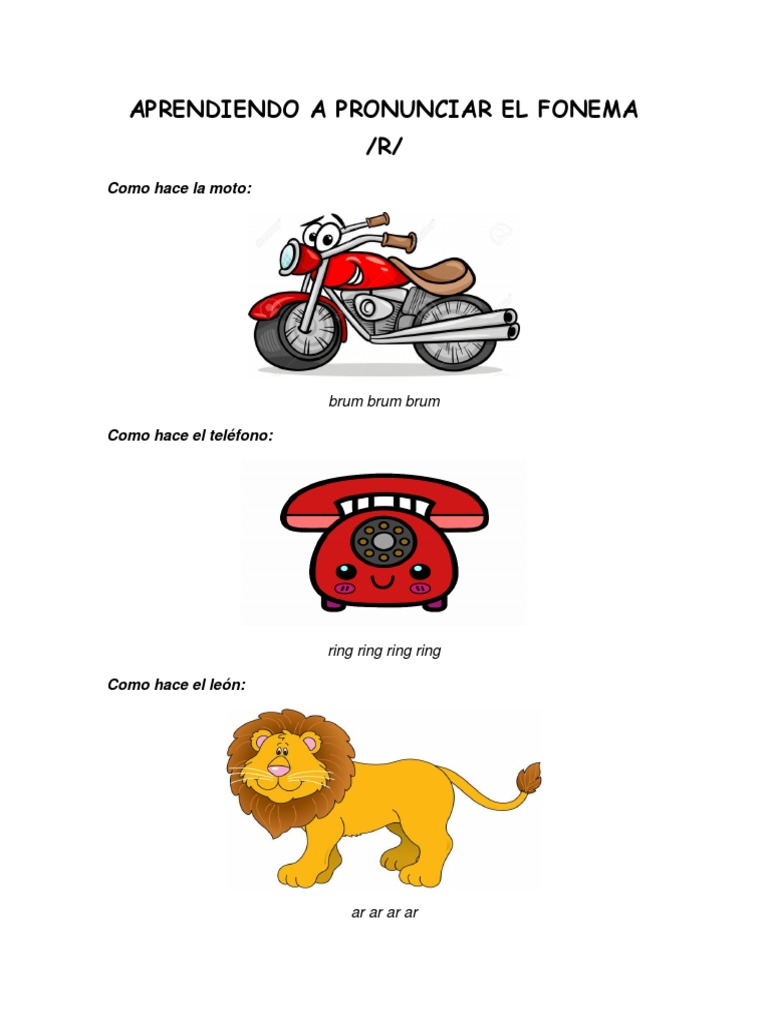 APRENDIENDO A PRONUNCIAR EL FONEMA
/R/
Como hace la moto:
brum brum brum
Como hace el teléfono:
ring ring ring ring
Como hace el león:
ar ar ar ar